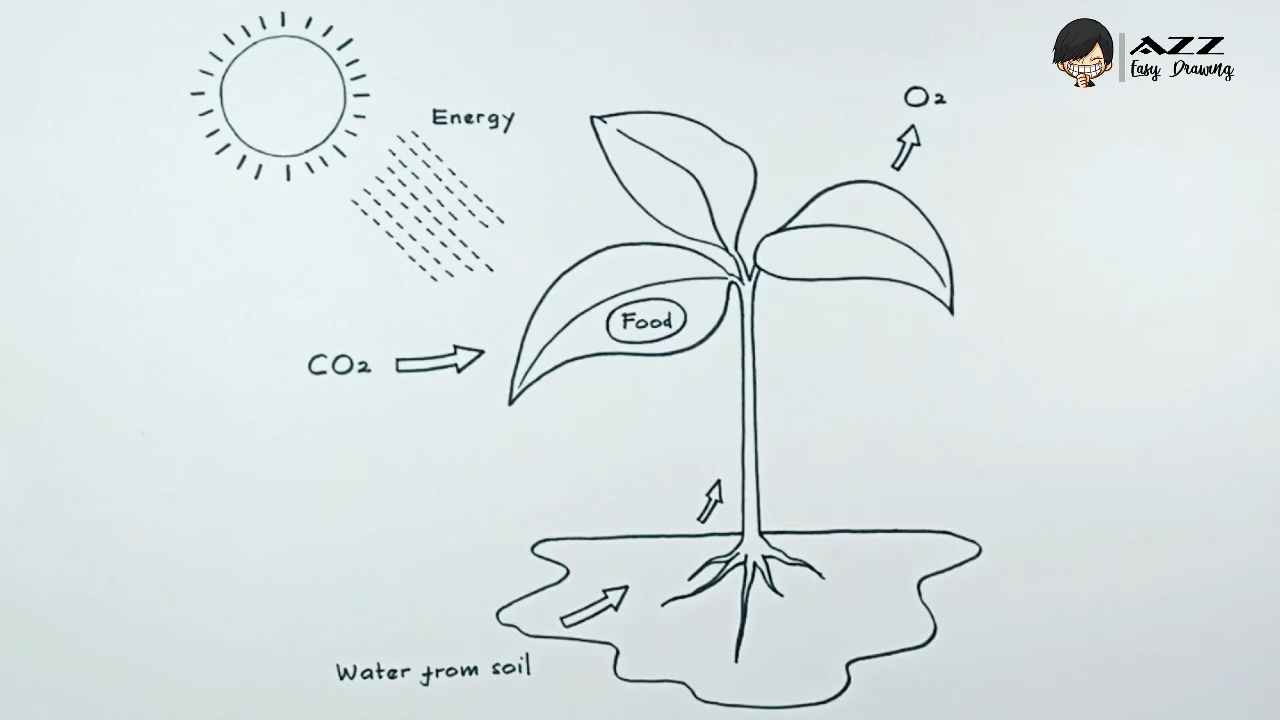 AZZ
Easy Drawing
O2
Energy
Food
CO2
Water from soil